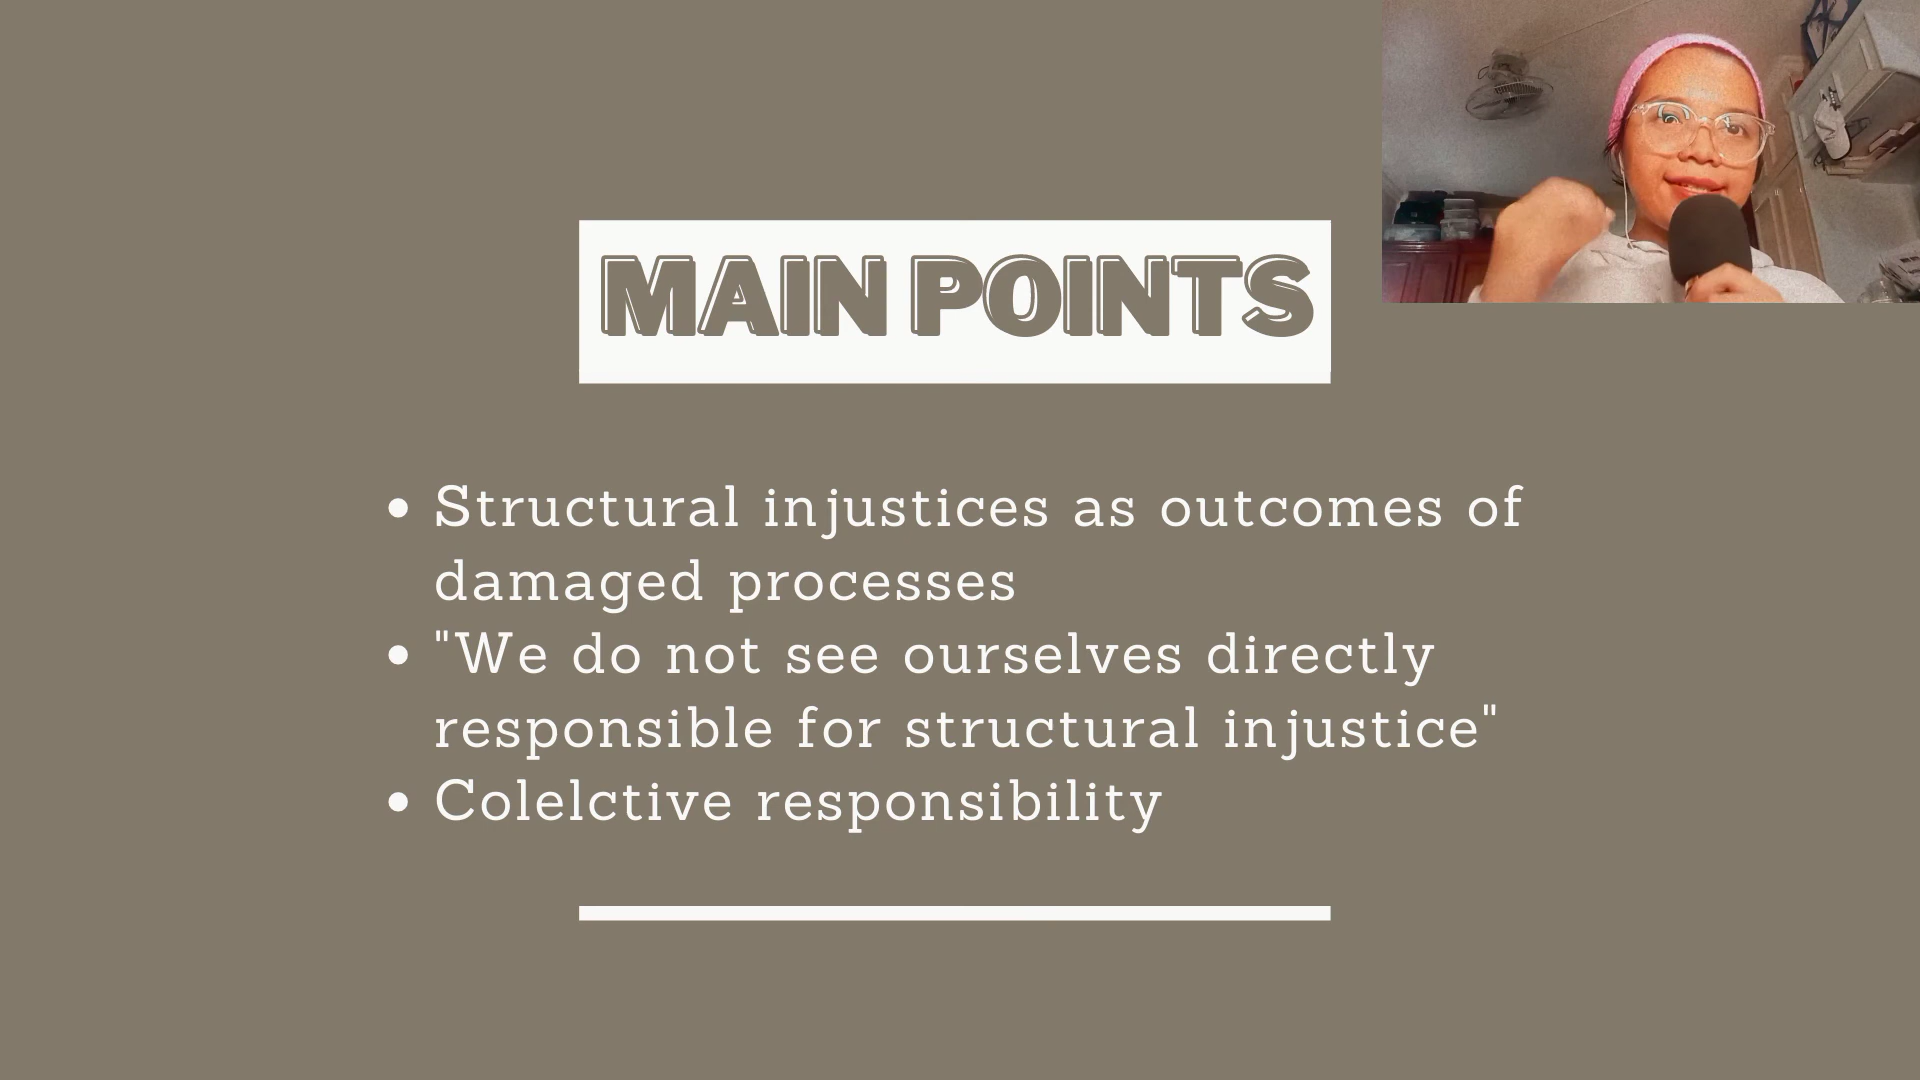 MAIN POINTS
• Structural injustices as outcomes of
damaged processes
• "We do not see ourselves directly
responsible for structural injustice"
• Colelctive responsibility